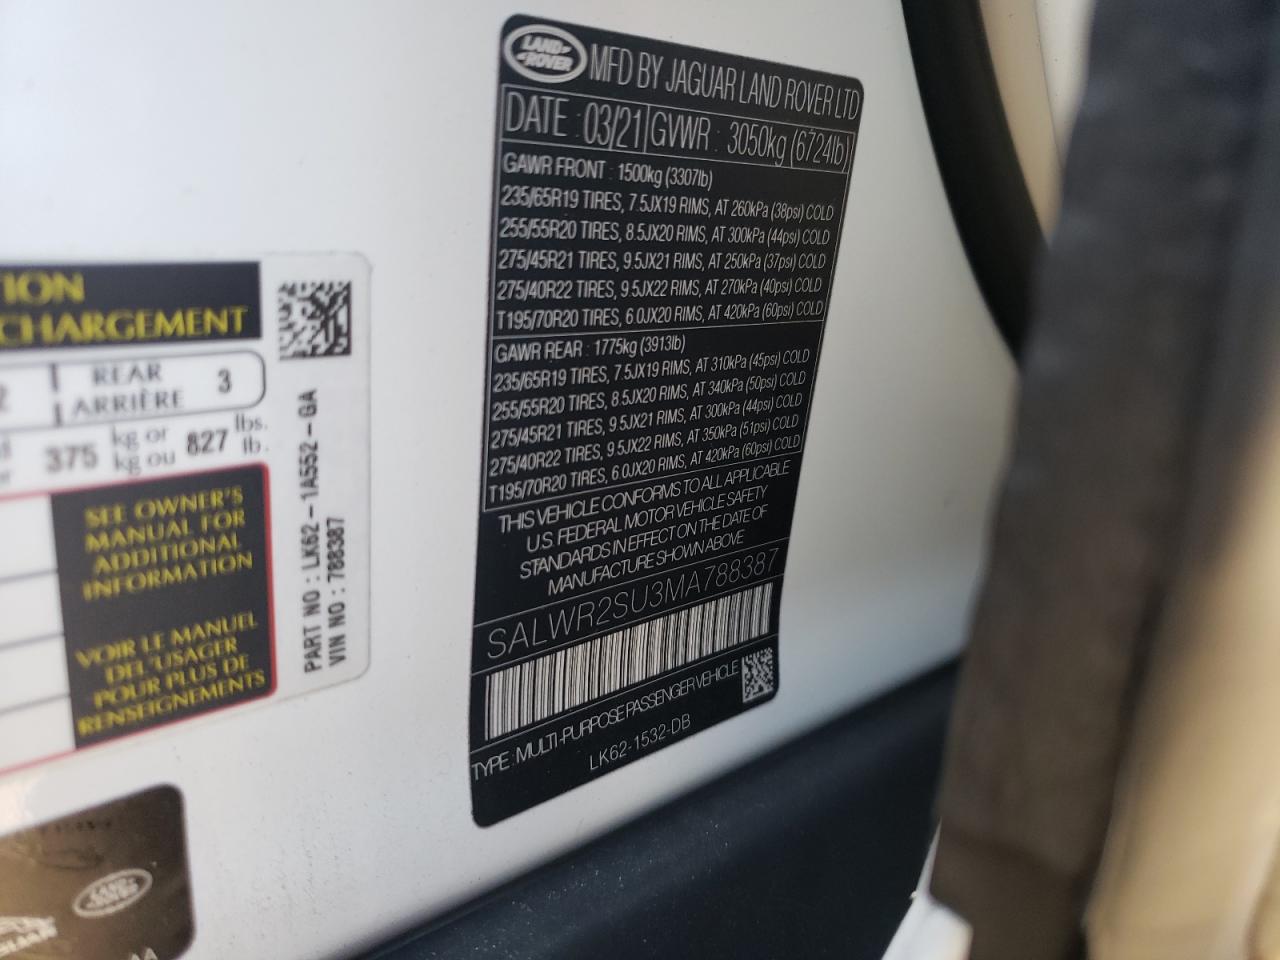 TION
CHARGEMENT
2 REAR ARRIÈRE 3
375 kg or kg ou 827 lbs. lb.
SEE OWNER'S
MANUAL FOR
ADDITIONAL
INFORMATION
VOIR LE MANUEL
DEL'USAGER
POUR PLUS DE
RENSEIGNEMENTS
PART NO : LK62-1A552-GA
VIN NO : 788387
LAND ROVER
LAND-ROVER
MFD BY JAGUAR LAND ROVER LTD
DATE : 03/21 GVWR : 3050kg (6724lb)
GAWR FRONT : 1500kg (3307lb)
235/65R19 TIRES, 7.5JX19 RIMS, AT 260kPa (38psi) COLD
255/55R20 TIRES, 8.5JX20 RIMS, AT 300kPa (44psi) COLD
275/45R21 TIRES, 9.5JX21 RIMS, AT 250kPa (37psi) COLD
275/40R22 TIRES, 9.5JX22 RIMS, AT 270kPa (40psi) COLD
T195/70R20 TIRES, 6.0JX20 RIMS, AT 420kPa (60psi) COLD
GAWR REAR : 1775kg (3913lb)
235/65R19 TIRES, 7.5JX19 RIMS, AT 310kPa (45psi) COLD
255/55R20 TIRES, 8.5JX20 RIMS, AT 340kPa (50psi) COLD
275/45R21 TIRES, 9.5JX21 RIMS, AT 300kPa (44psi) COLD
275/40R22 TIRES, 9.5JX22 RIMS, AT 350kPa (51psi) COLD
T195/70R20 TIRES, 6.0JX20 RIMS, AT 420kPa (60psi) COLD
THIS VEHICLE CONFORMS TO ALL APPLICABLE
U.S. FEDERAL MOTOR VEHICLE SAFETY
STANDARDS IN EFFECT ON THE DATE OF
MANUFACTURE SHOWN ABOVE
SALWR2SU3MA788387
TYPE : MULTI-PURPOSE PASSENGER VEHICLE
LK62-1532-DB